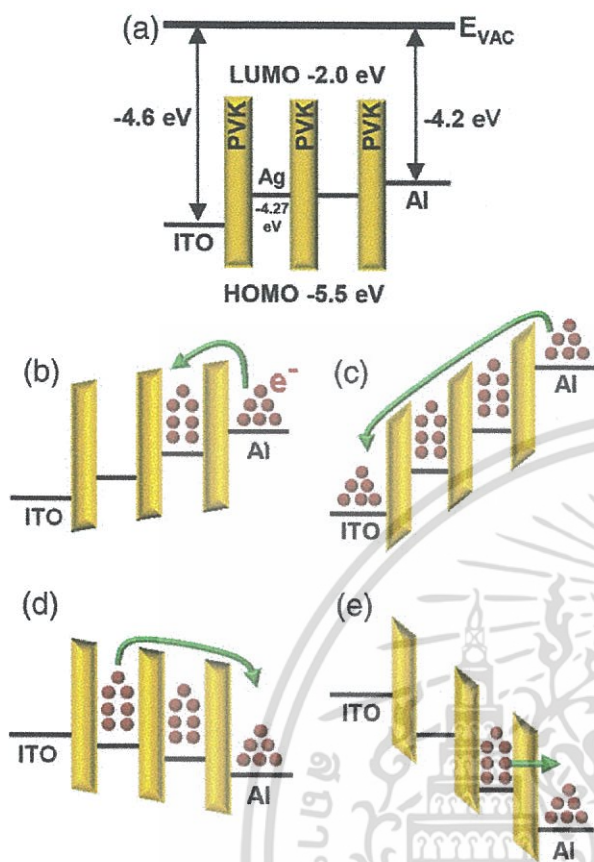 (a)
E_VAC
LUMO -2.0 eV
-4.6 eV
PVK
PVK
PVK
-4.2 eV
Ag
-4.27
eV
Al
ITO
HOMO -5.5 eV
(b)
e⁻
Al
ITO
(c)
Al
ITO
(d)
ITO
Al
(e)
ITO
Al